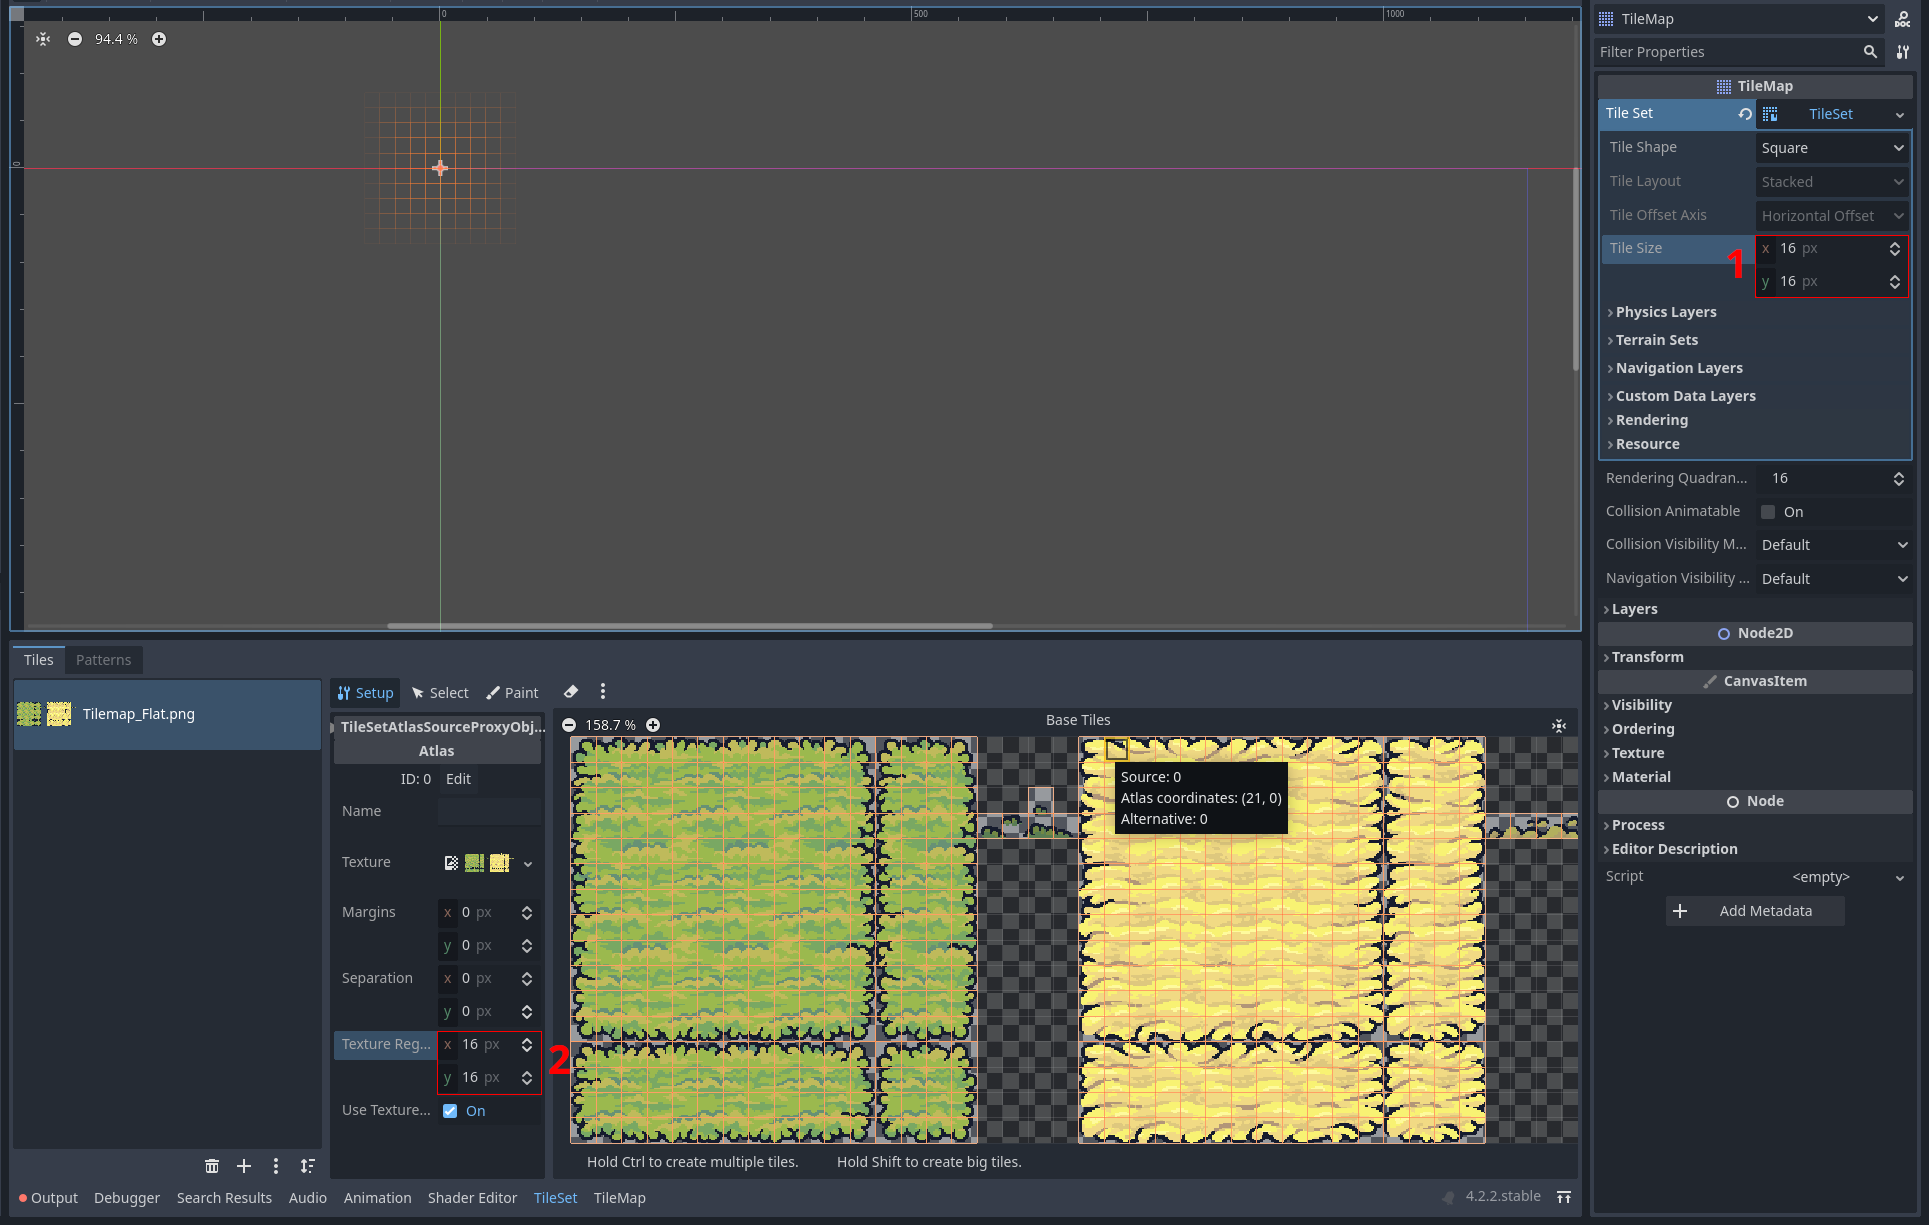 0
500
1000
0
94.4 %
TileMap
Filter Properties
TileMap
Tile Set
TileSet
Tile Shape
Square
Tile Layout
Stacked
Tile Offset Axis
Horizontal Offset
Tile Size
1
x 16 px
y 16 px
Physics Layers
Terrain Sets
Navigation Layers
Custom Data Layers
Rendering
Resource
Rendering Quadran...
16
Collision Animatable
On
Collision Visibility M...
Default
Navigation Visibility ...
Default
Layers
Node2D
Transform
CanvasItem
Visibility
Ordering
Texture
Material
Node
Process
Editor Description
Script
<empty>
Add Metadata
Tiles
Patterns
Tilemap_Flat.png
Setup
Select
Paint
TileSetAtlasSourceProxyObj...
Atlas
ID: 0
Edit
Name
Texture
Margins
x 0 px
y 0 px
Separation
x 0 px
y 0 px
Texture Reg...
x 16 px
y 16 px
2
Use Texture...
On
158.7 %
Base Tiles
Source: 0
Atlas coordinates: (21, 0)
Alternative: 0
Hold Ctrl to create multiple tiles.
Hold Shift to create big tiles.
Output
Debugger
Search Results
Audio
Animation
Shader Editor
TileSet
TileMap
4.2.2.stable
DOC